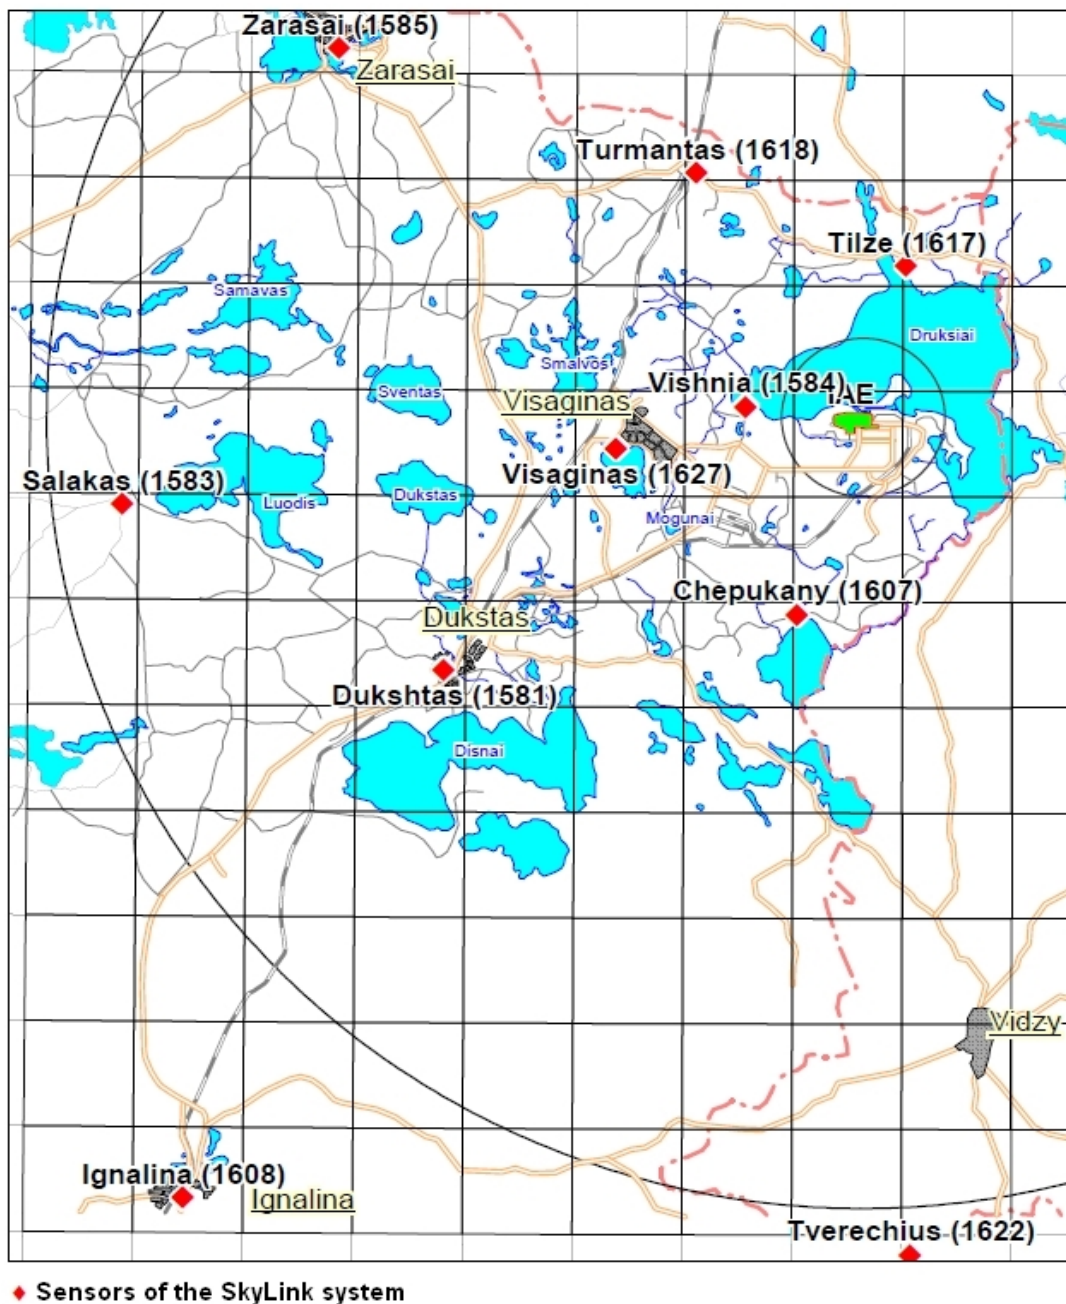 Zarasai (1585)
Zarasai
Turmantas (1618)
Tilze (1617)
Samavas
Druksiai
Smalvos
Sventas
Vishnia (1584)
IAE
Visaginas
Visaginas (1627)
Salakas (1583)
Luodis
Dukstas
Mogunai
Chepukany (1607)
Dukstas
Dukshtas (1581)
Disnai
Vidzy
Ignalina (1608)
Ignalina
Tverechius (1622)
Sensors of the SkyLink system